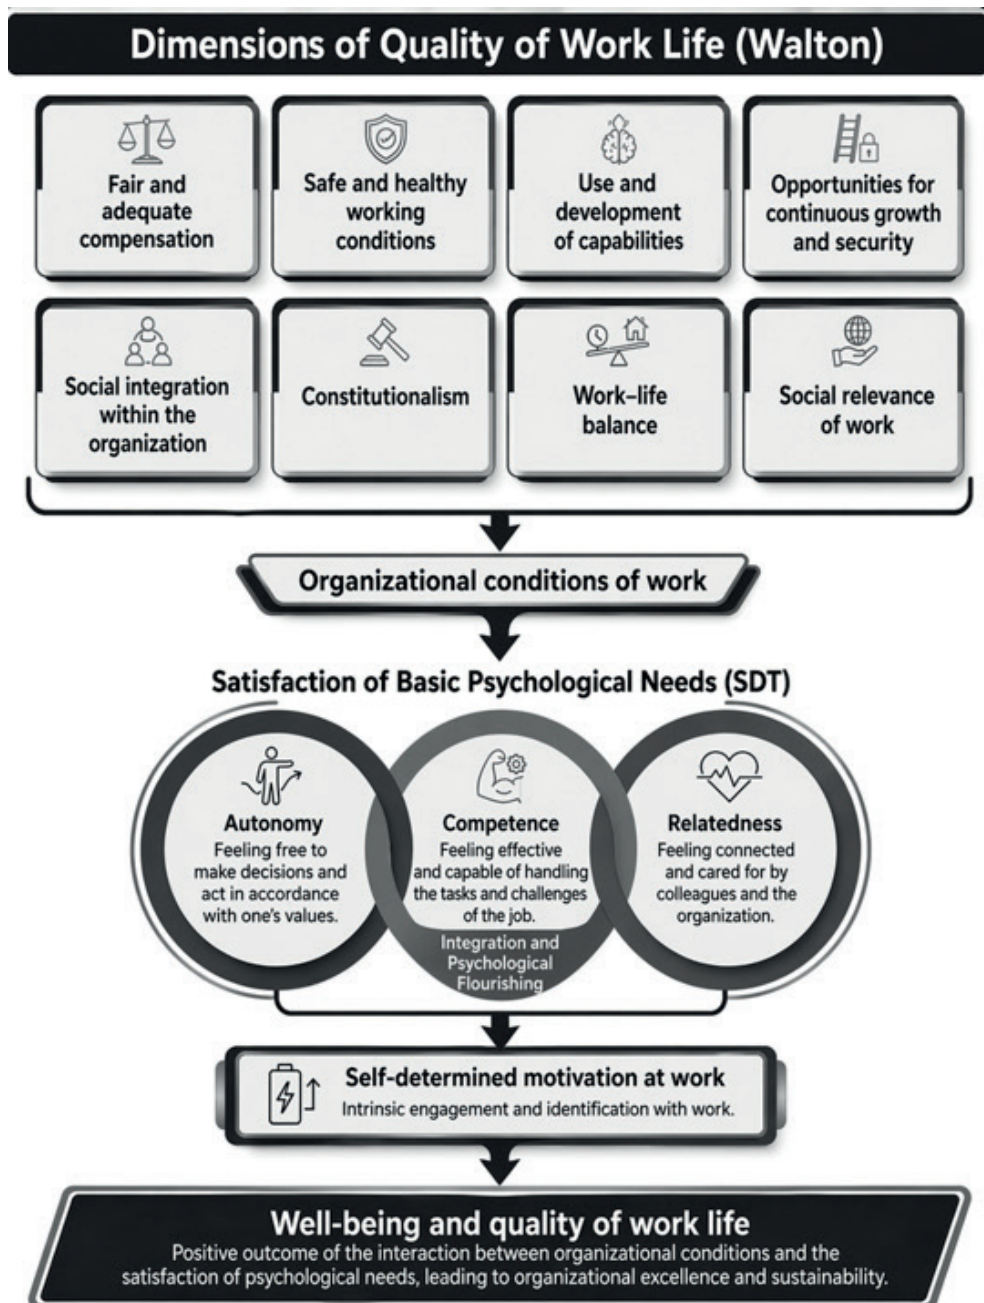 Dimensions of Quality of Work Life (Walton)
Fair and
adequate
compensation
Safe and healthy
working
conditions
Use and
development
of capabilities
Opportunities for
continuous growth
and security
Social integration
within the
organization
Constitutionalism
Work–life
balance
Social relevance
of work
Organizational conditions of work
Satisfaction of Basic Psychological Needs (SDT)
Autonomy
Feeling free to
make decisions and
act in accordance
with one’s values.
Competence
Feeling effective
and capable of handling
the tasks and challenges
of the job.
Integration and
Psychological
Flourishing
Relatedness
Feeling connected
and cared for by
colleagues and the
organization.
Self-determined motivation at work
Intrinsic engagement and identification with work.
Well-being and quality of work life
Positive outcome of the interaction between organizational conditions and the
satisfaction of psychological needs, leading to organizational excellence and sustainability.